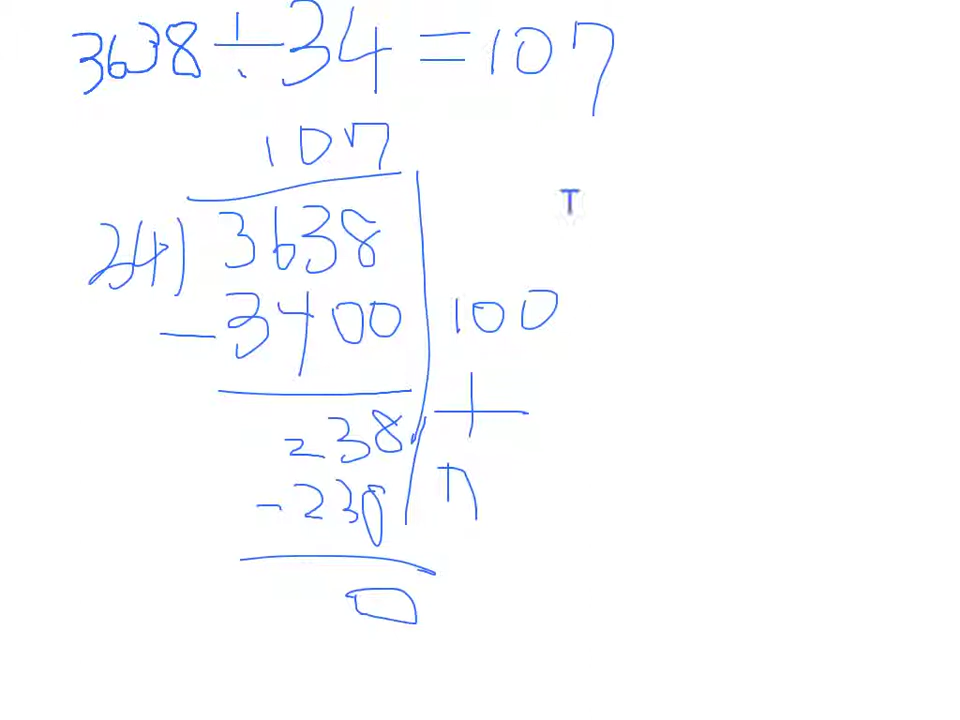 3638 ÷ 34 = 107
107
34) 3638
- 3400 100
+
238
- 238 7
0